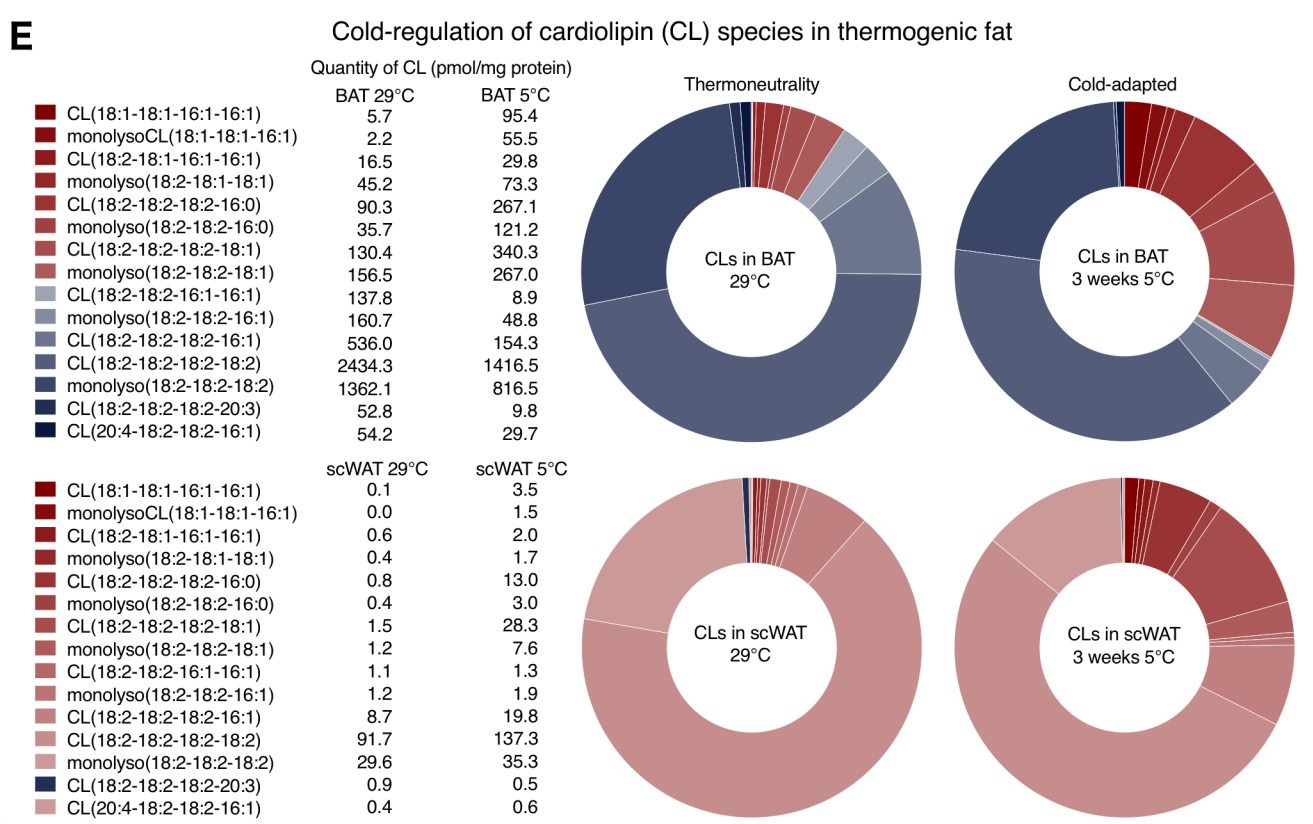 E
Cold-regulation of cardiolipin (CL) species in thermogenic fat
Quantity of CL (pmol/mg protein)
BAT 29°C BAT 5°C
CL(18:1-18:1-16:1-16:1) 5.7 95.4
monolysoCL(18:1-18:1-16:1) 2.2 55.5
CL(18:2-18:1-16:1-16:1) 16.5 29.8
monolyso(18:2-18:1-18:1) 45.2 73.3
CL(18:2-18:2-18:2-16:0) 90.3 267.1
monolyso(18:2-18:2-16:0) 35.7 121.2
CL(18:2-18:2-18:2-18:1) 130.4 340.3
monolyso(18:2-18:2-18:1) 156.5 267.0
CL(18:2-18:2-16:1-16:1) 137.8 8.9
monolyso(18:2-18:2-16:1) 160.7 48.8
CL(18:2-18:2-18:2-16:1) 536.0 154.3
CL(18:2-18:2-18:2-18:2) 2434.3 1416.5
monolyso(18:2-18:2-18:2) 1362.1 816.5
CL(18:2-18:2-18:2-20:3) 52.8 9.8
CL(20:4-18:2-18:2-16:1) 54.2 29.7
Thermoneutrality
CLs in BAT
29°C
Cold-adapted
CLs in BAT
3 weeks 5°C
scWAT 29°C scWAT 5°C
CL(18:1-18:1-16:1-16:1) 0.1 3.5
monolysoCL(18:1-18:1-16:1) 0.0 1.5
CL(18:2-18:1-16:1-16:1) 0.6 2.0
monolyso(18:2-18:1-18:1) 0.4 1.7
CL(18:2-18:2-18:2-16:0) 0.8 13.0
monolyso(18:2-18:2-16:0) 0.4 3.0
CL(18:2-18:2-18:2-18:1) 1.5 28.3
monolyso(18:2-18:2-18:1) 1.2 7.6
CL(18:2-18:2-16:1-16:1) 1.1 1.3
monolyso(18:2-18:2-16:1) 1.2 1.9
CL(18:2-18:2-18:2-16:1) 8.7 19.8
CL(18:2-18:2-18:2-18:2) 91.7 137.3
monolyso(18:2-18:2-18:2) 29.6 35.3
CL(18:2-18:2-18:2-20:3) 0.9 0.5
CL(20:4-18:2-18:2-16:1) 0.4 0.6
CLs in scWAT
29°C
CLs in scWAT
3 weeks 5°C